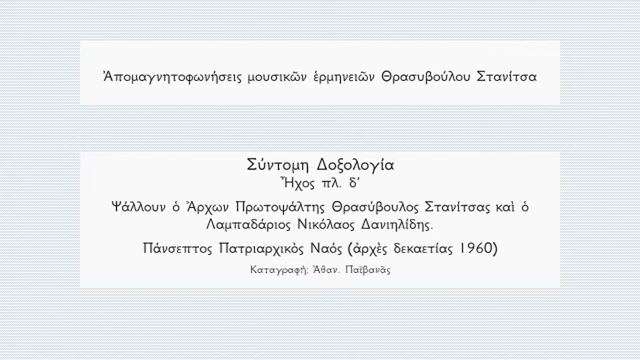 Ἀπομαγνητοφωνήσεις μουσικῶν ἑρμηνειῶν Θρασυβούλου Στανίτσα
Σύντομη Δοξολογία
Ἦχος πλ. δ'
Ψάλλουν ὁ Ἄρχων Πρωτοψάλτης Θρασύβουλος Στανίτσας καὶ ὁ
Λαμπαδάριος Νικόλαος Δανιηλίδης.
Πάνσεπτος Πατριαρχικὸς Ναός (ἀρχὲς δεκαετίας 1960)
Καταγραφή: Ἀθαν. Παϊβανᾶς